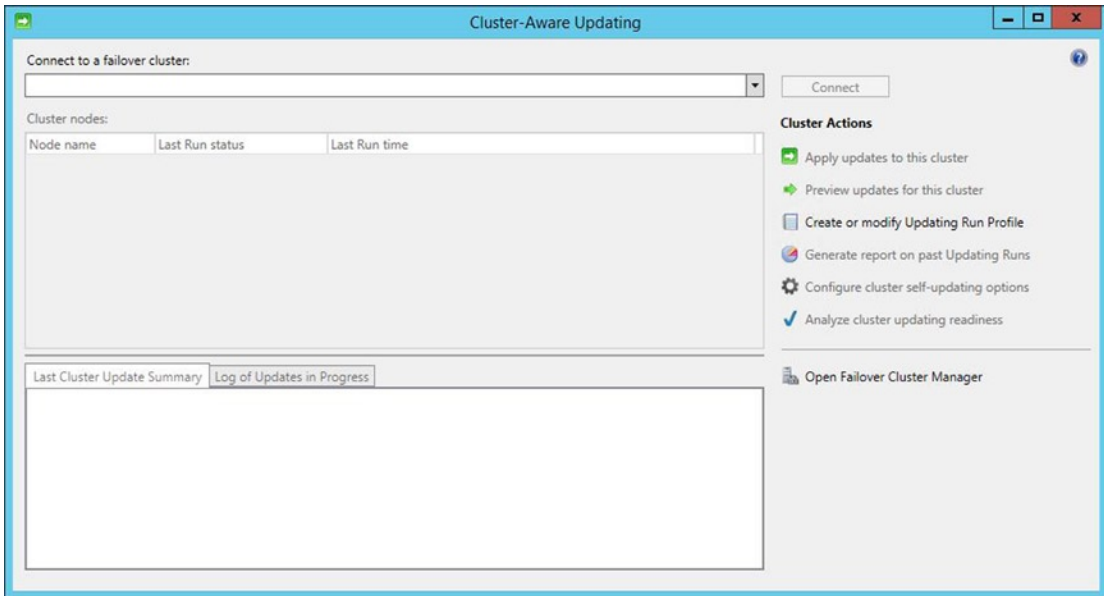 Cluster-Aware Updating
Connect to a failover cluster:
Connect
Cluster nodes:
Node name Last Run status Last Run time
Cluster Actions
Apply updates to this cluster
Preview updates for this cluster
Create or modify Updating Run Profile
Generate report on past Updating Runs
Configure cluster self-updating options
Analyze cluster updating readiness
Last Cluster Update Summary Log of Updates in Progress
Open Failover Cluster Manager